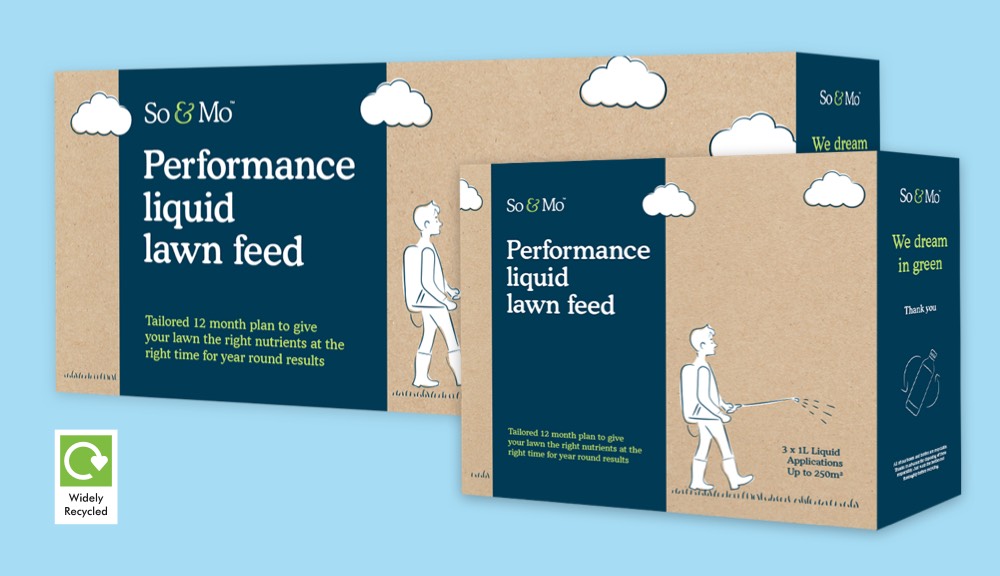 So & Mo™
Performance
liquid
lawn feed
Tailored 12 month plan to give
your lawn the right nutrients at the
right time for year round results
So & Mo™
We dream
So & Mo™
Performance
liquid
lawn feed
Tailored 12 month plan to give
your lawn the right nutrients at the
right time for year round results
3 x 1L Liquid
Applications
Up to 250m²
So & Mo™
We dream
in green
Thank you
Widely
Recycled